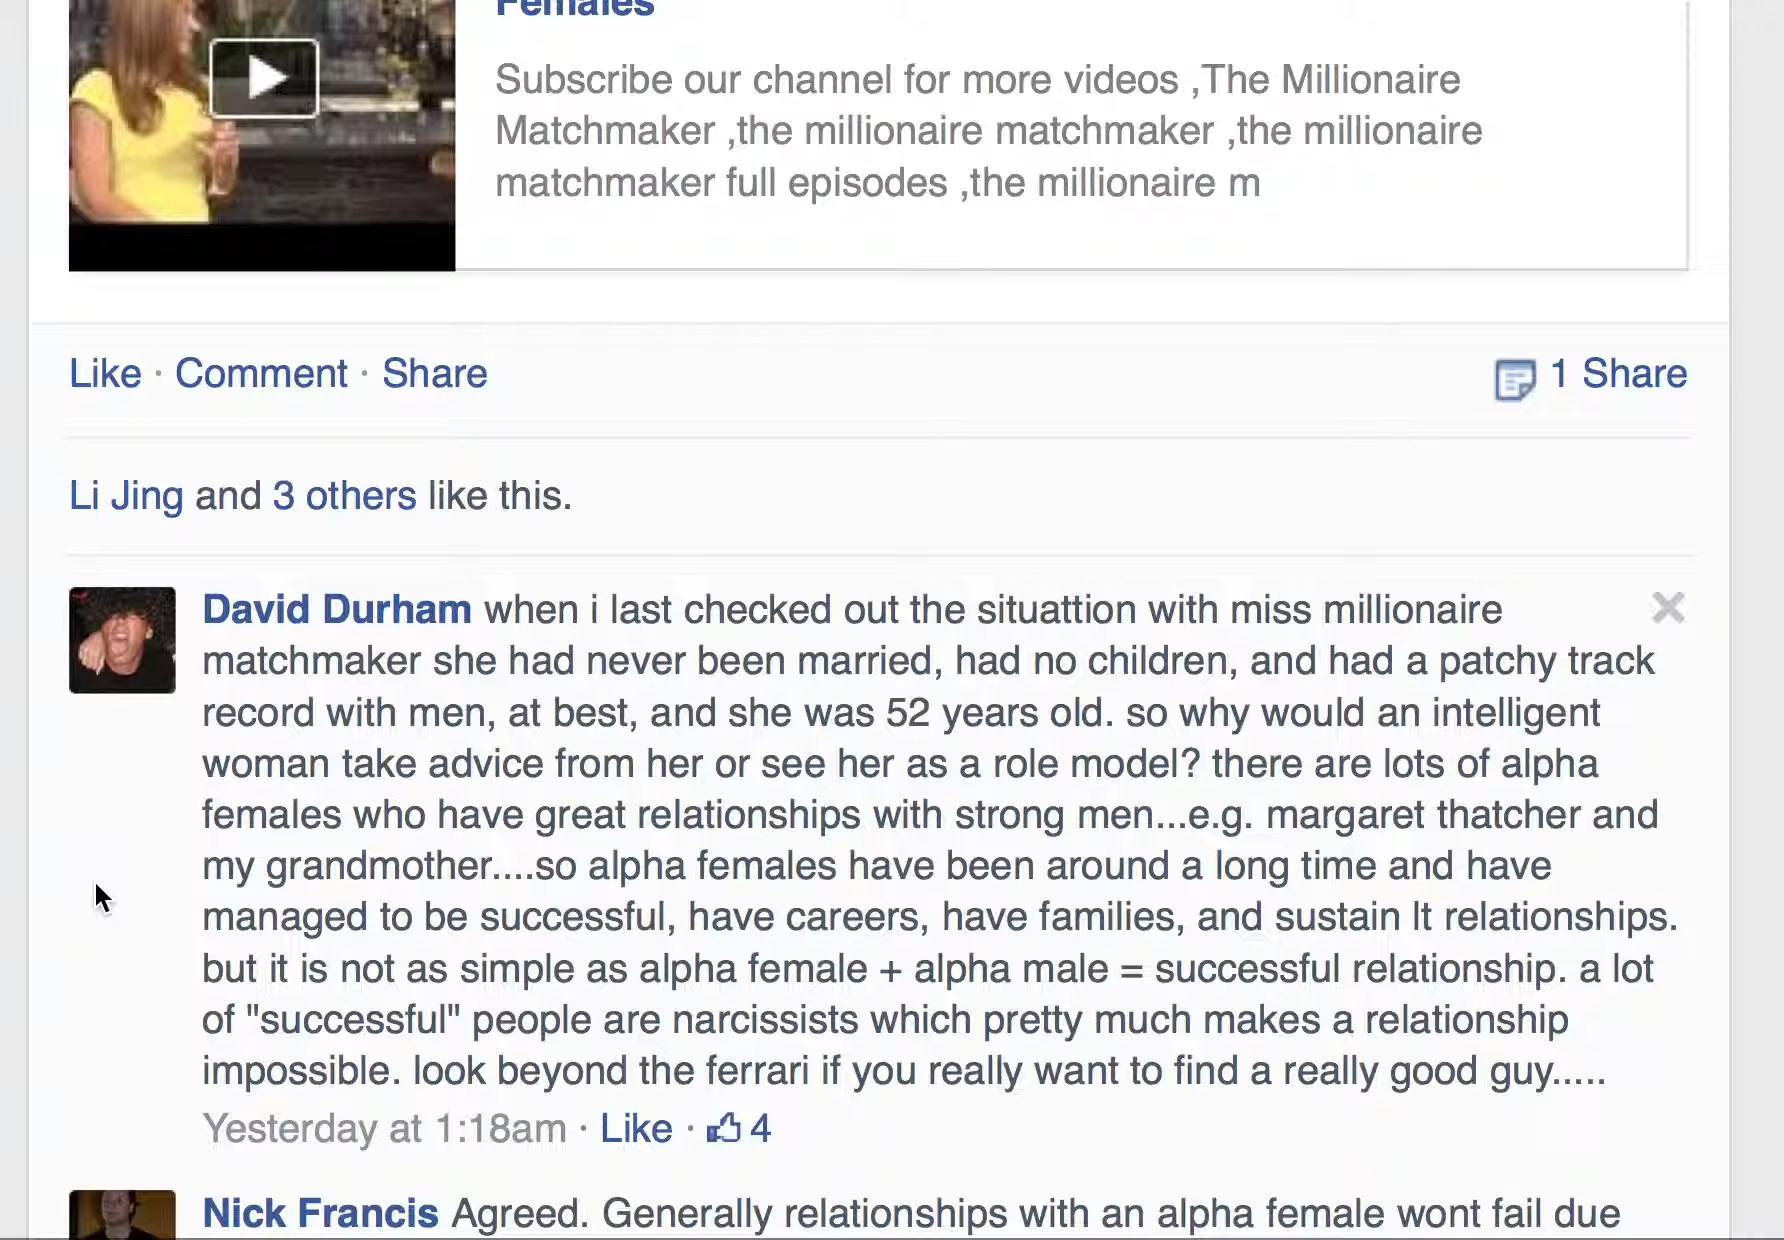 Females
Subscribe our channel for more videos ,The Millionaire
Matchmaker ,the millionaire matchmaker ,the millionaire
matchmaker full episodes ,the millionaire m
Like · Comment · Share
1 Share
Li Jing and 3 others like this.
David Durham when i last checked out the situattion with miss millionaire
matchmaker she had never been married, had no children, and had a patchy track
record with men, at best, and she was 52 years old. so why would an intelligent
woman take advice from her or see her as a role model? there are lots of alpha
females who have great relationships with strong men...e.g. margaret thatcher and
my grandmother....so alpha females have been around a long time and have
managed to be successful, have careers, have families, and sustain lt relationships.
but it is not as simple as alpha female + alpha male = successful relationship. a lot
of "successful" people are narcissists which pretty much makes a relationship
impossible. look beyond the ferrari if you really want to find a really good guy.....
Yesterday at 1:18am · Like · 4
Nick Francis Agreed. Generally relationships with an alpha female wont fail due